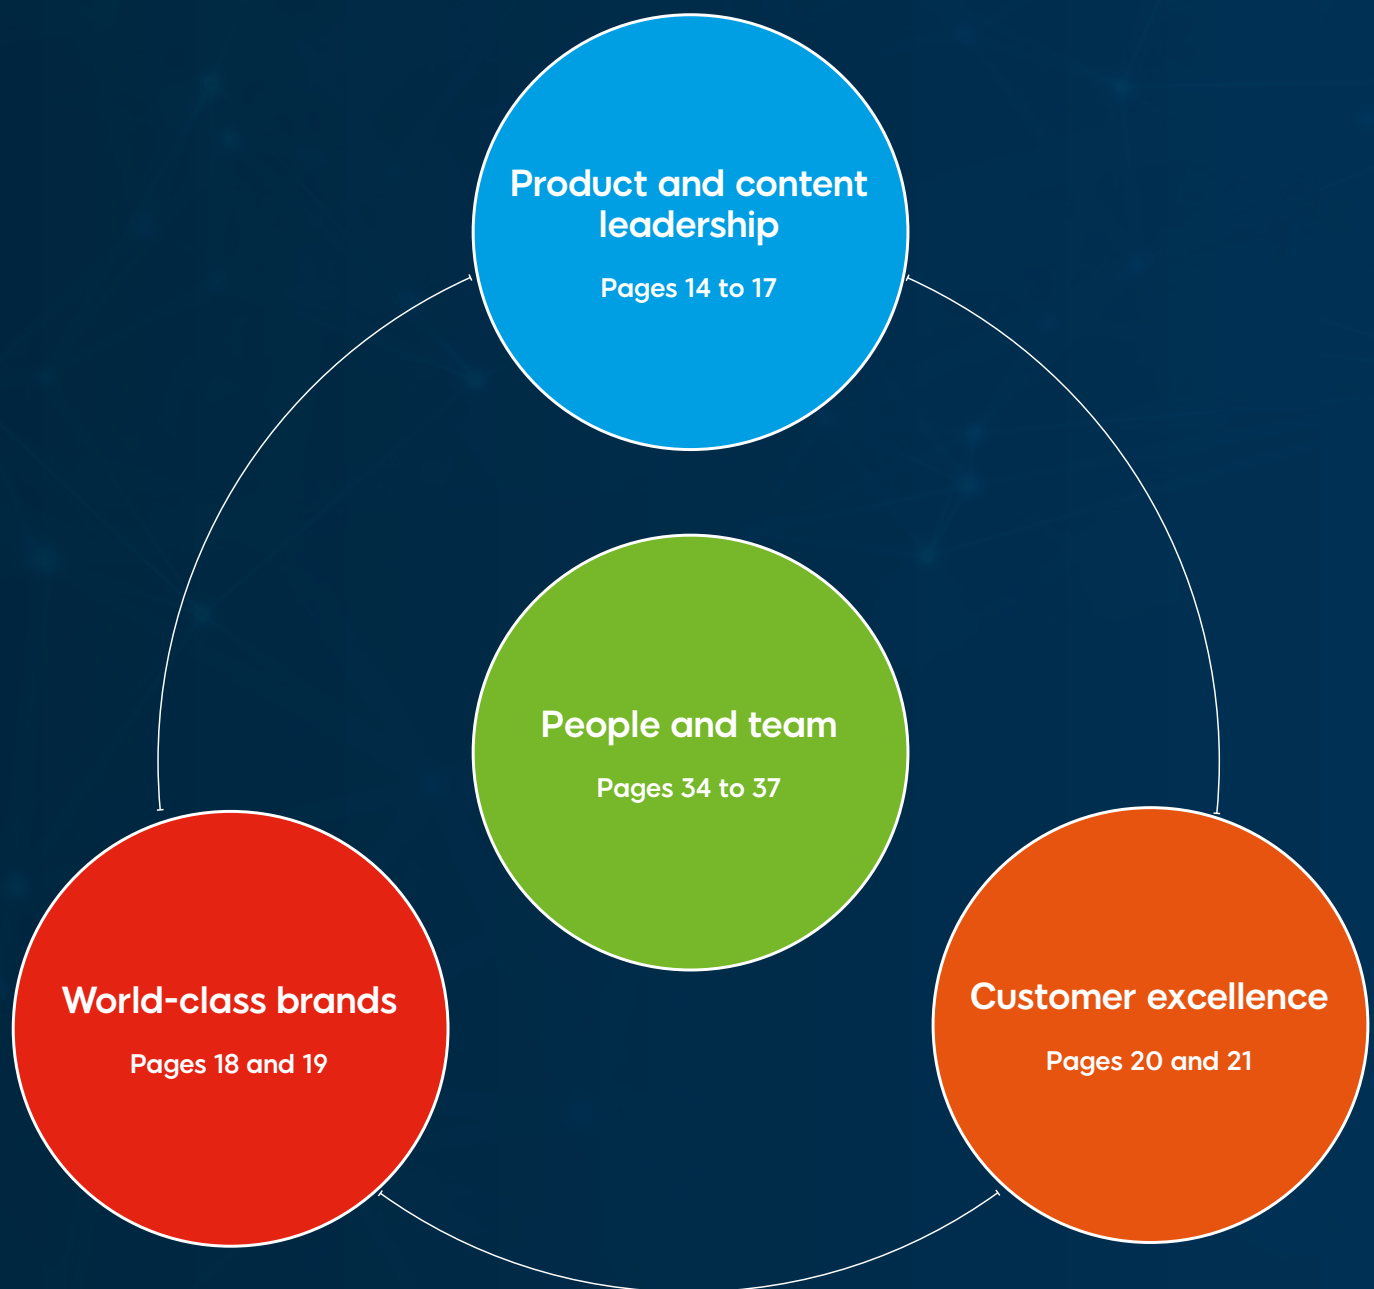 Product and content
leadership
Pages 14 to 17
People and team
Pages 34 to 37
World-class brands
Pages 18 and 19
Customer excellence
Pages 20 and 21